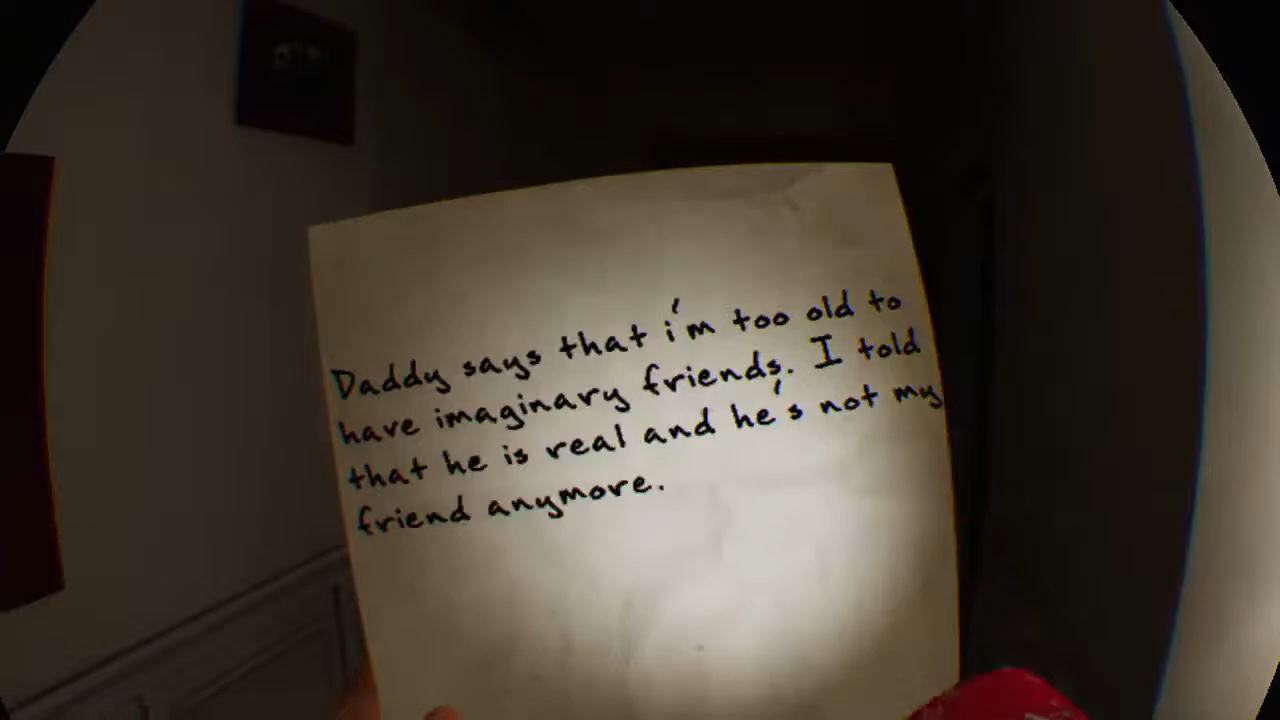 Daddy says that i'm too old to
have imaginary friends. I told
that he is real and he's not my
friend anymore.